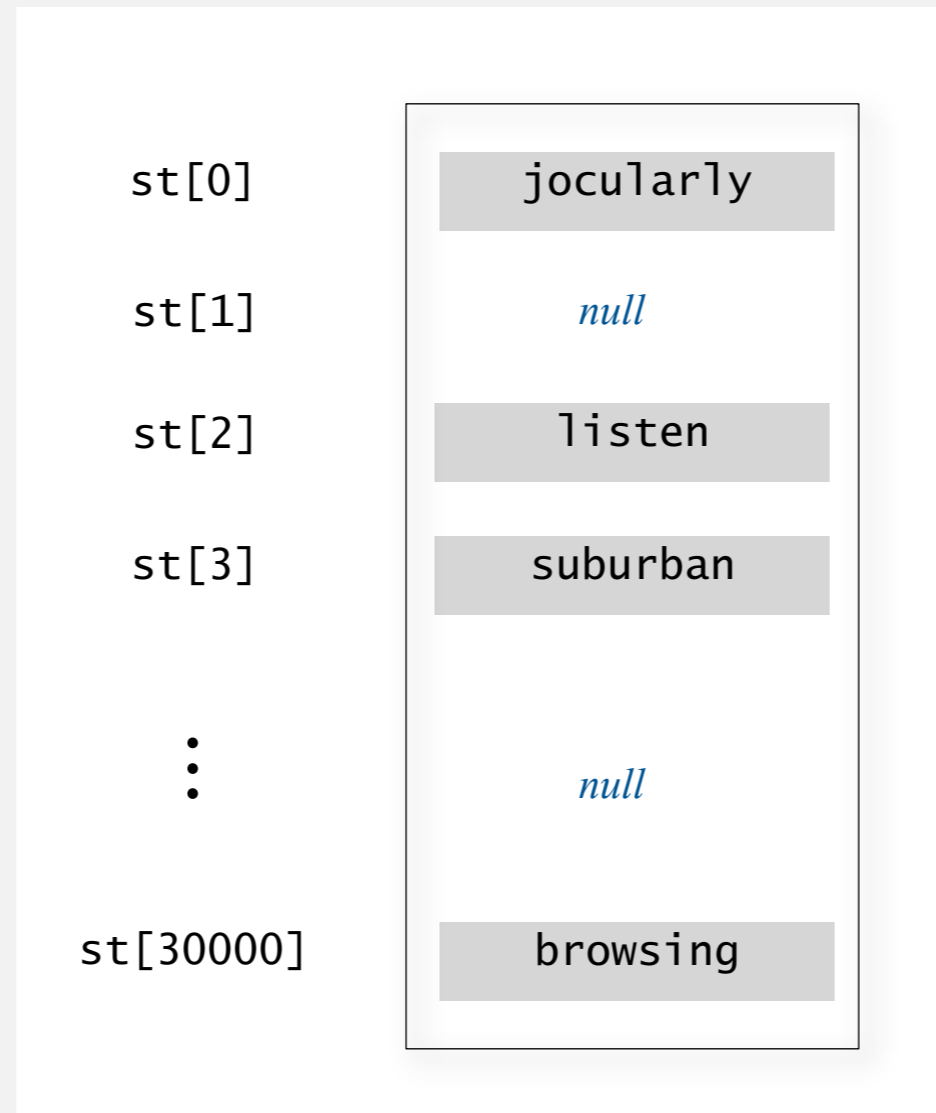 st[0] jocularly
st[1] null
st[2] listen
st[3] suburban
⋮ null
st[30000] browsing